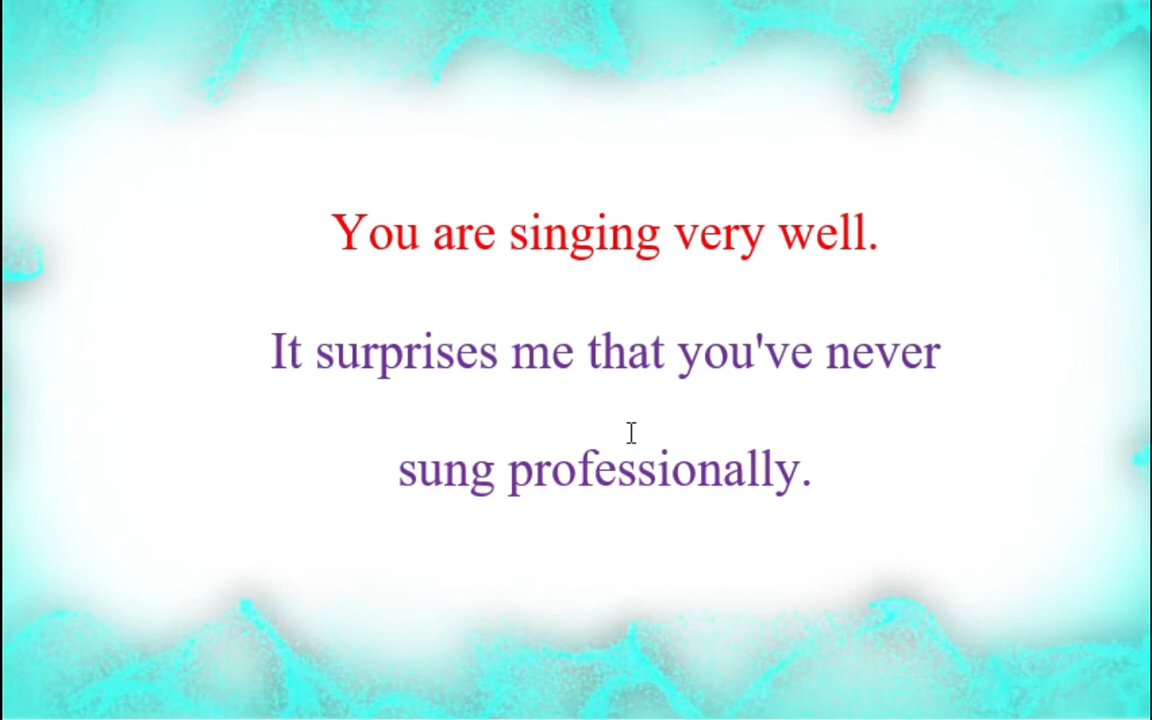 You are singing very well.
It surprises me that you've never
sung professionally.